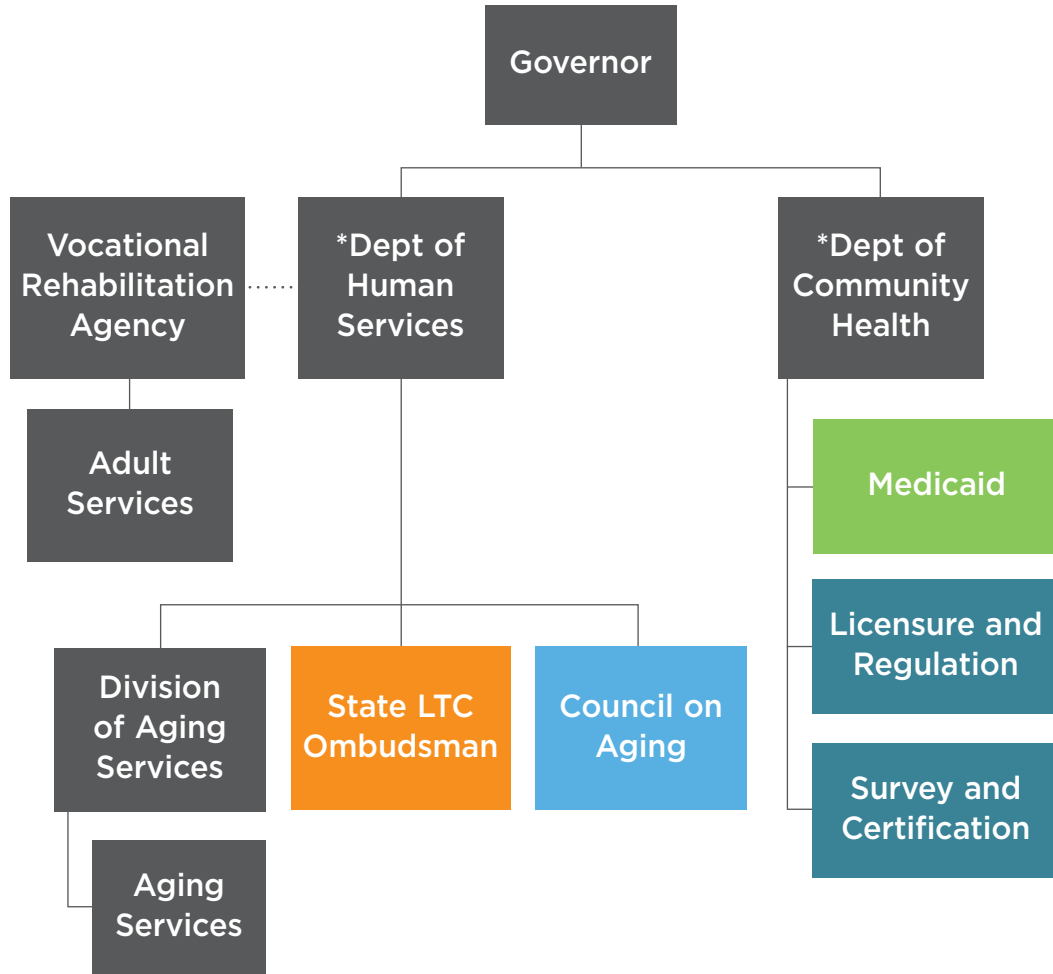 Governor
Vocational
Rehabilitation
Agency
*Dept of
Human
Services
*Dept of
Community
Health
Adult
Services
Medicaid
Licensure and
Regulation
Division
of Aging
Services
State LTC
Ombudsman
Council on
Aging
Survey and
Certification
Aging
Services